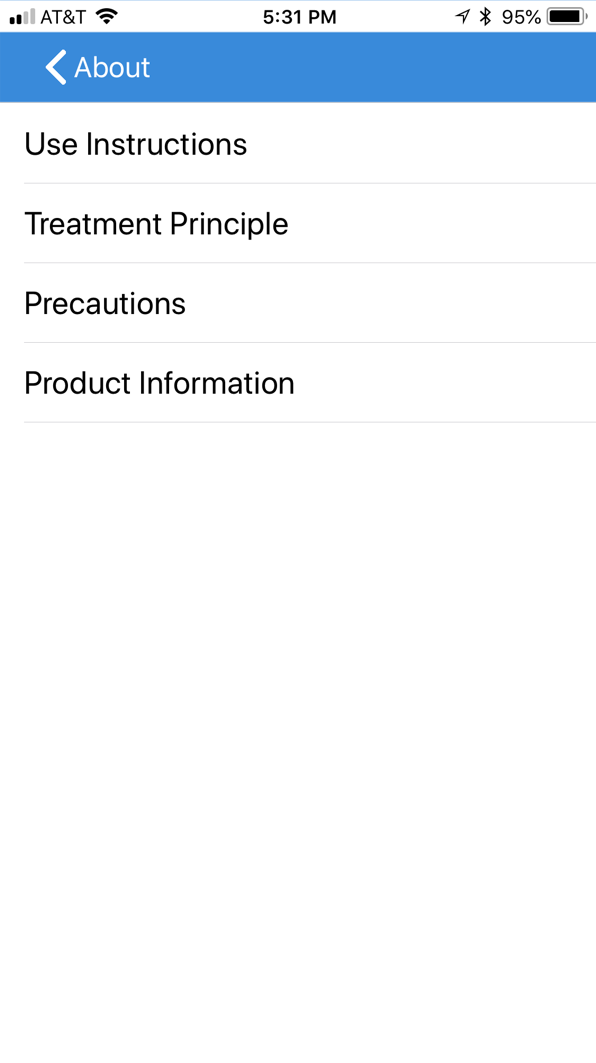 AT&T 5:31 PM 95%
About
Use Instructions
Treatment Principle
Precautions
Product Information